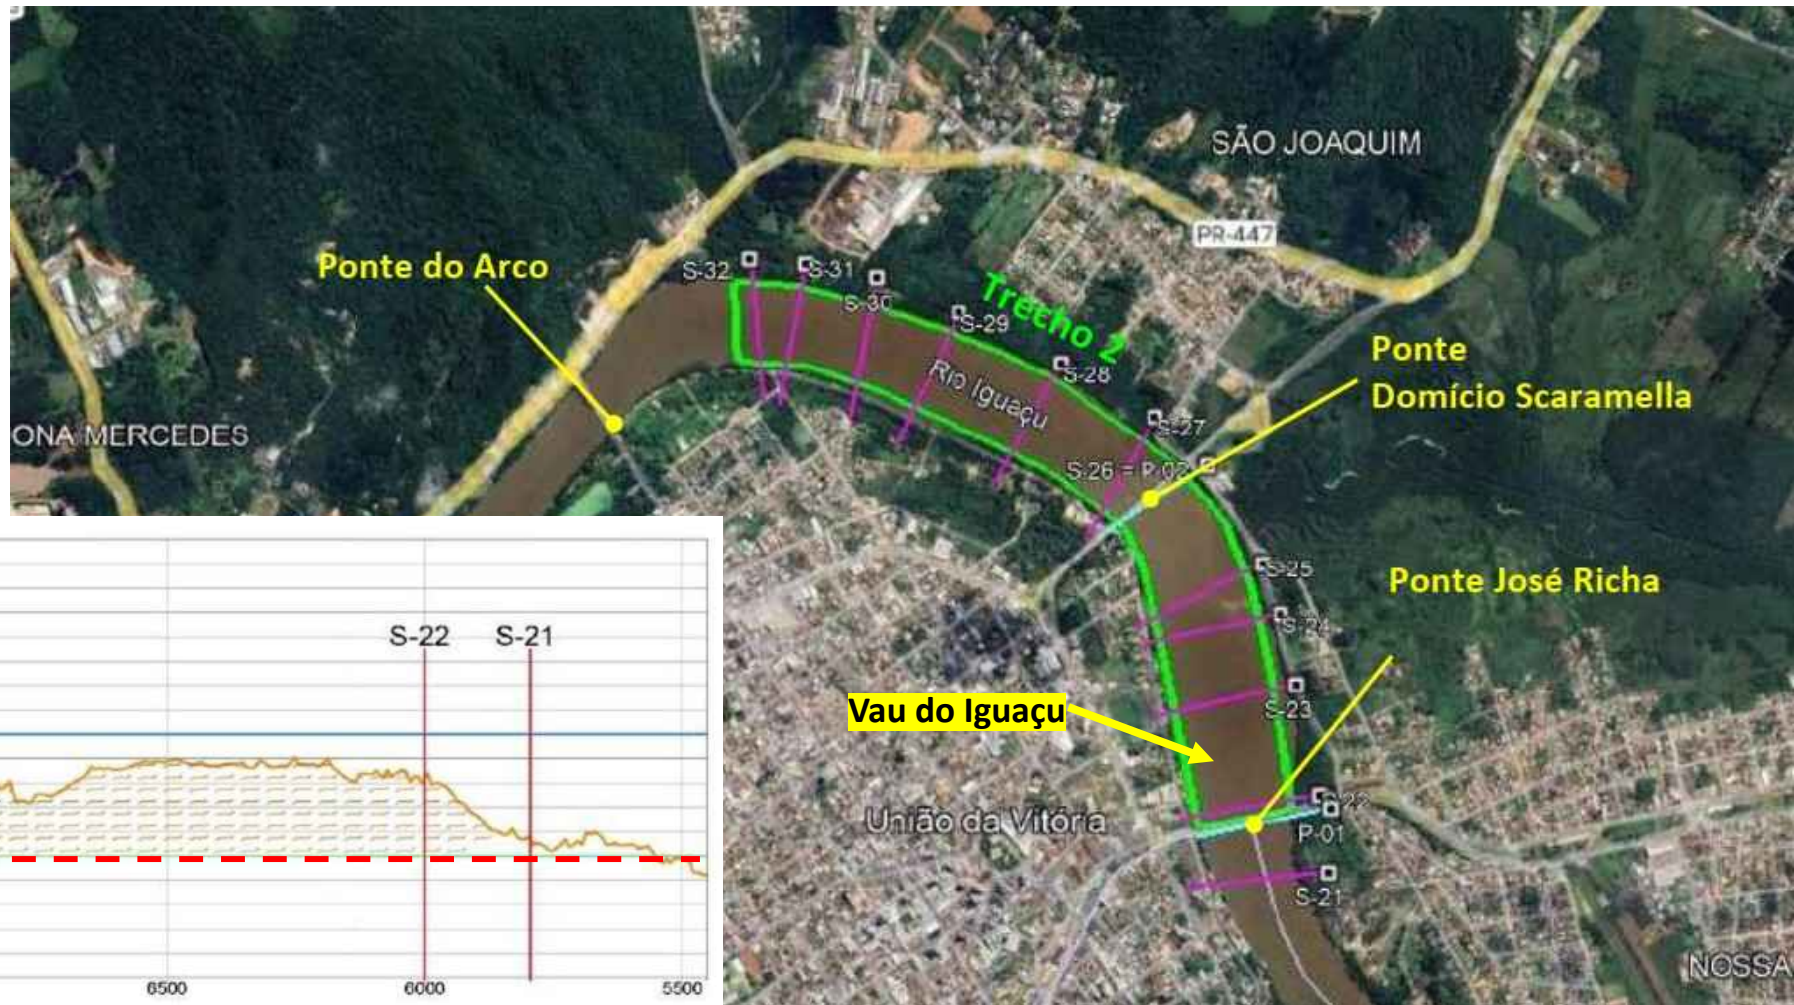 SÃO JOAQUIM
PR-447
Ponte do Arco
S-32
S-31
S-30
S-29
Trecho 2
S-28
Rio Iguaçu
Ponte
Domício Scaramella
S-27
ONA MERCEDES
S-26 = P-02
S-25
Ponte José Richa
S-24
S-22
S-21
S-23
Vau do Iguaçu
União da Vitória
P-01
S-21
NOSSA
6500
6000
5500